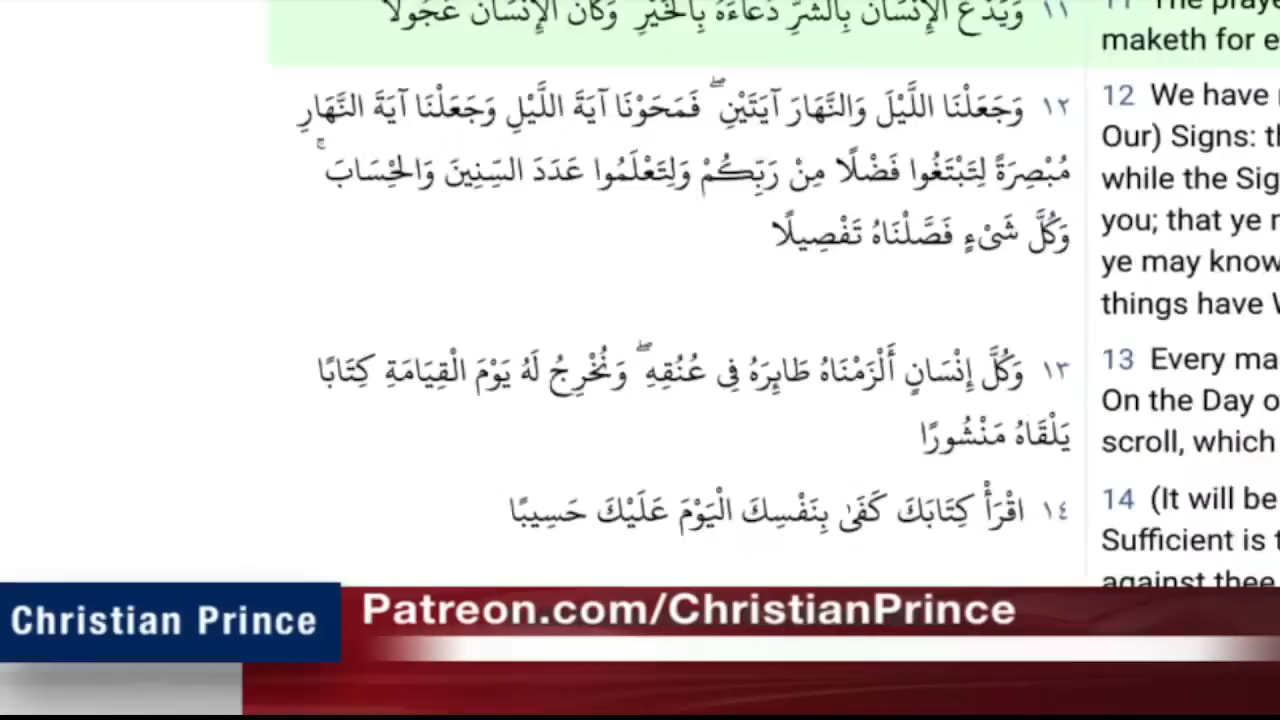 ١١ وَيَدْعُ الْإِنْسَانُ بِالشَّرِّ دُعَاءَهُ بِالْخَيْرِ وَكَانَ الْإِنْسَانُ عَجُولًا
١٢ وَجَعَلْنَا اللَّيْلَ وَالنَّهَارَ آيَتَيْنِ ۖ فَمَحَوْنَا آيَةَ اللَّيْلِ وَجَعَلْنَا آيَةَ النَّهَارِ
مُبْصِرَةً لِتَبْتَغُوا فَضْلًا مِنْ رَبِّكُمْ وَلِتَعْلَمُوا عَدَدَ السِّنِينَ وَالْحِسَابَ ۚ
وَكُلَّ شَيْءٍ فَصَّلْنَاهُ تَفْصِيلًا
١٣ وَكُلَّ إِنْسَانٍ أَلْزَمْنَاهُ طَائِرَهُ فِي عُنُقِهِ ۖ وَنُخْرِجُ لَهُ يَوْمَ الْقِيَامَةِ كِتَابًا
يَلْقَاهُ مَنْشُورًا
١٤ اقْرَأْ كِتَابَكَ كَفَىٰ بِنَفْسِكَ الْيَوْمَ عَلَيْكَ حَسِيبًا
11 The praye
maketh for e
12 We have
Our) Signs: t
while the Sig
you; that ye
ye may know
things have
13 Every ma
On the Day o
scroll, which
14 (It will be
Sufficient is t
against thee
Christian Prince
Patreon.com/ChristianPrince